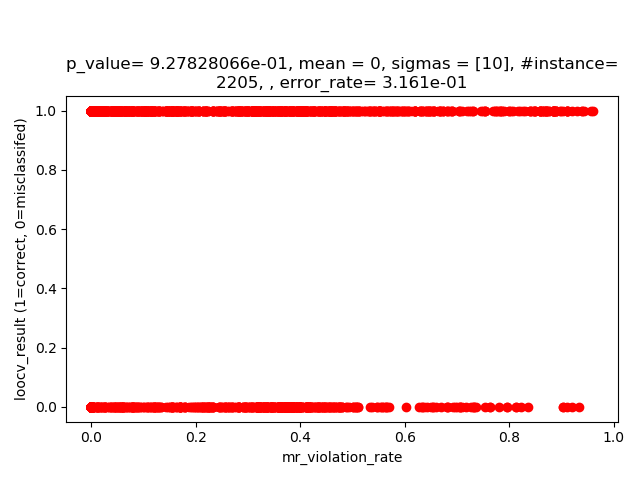 p_value= 9.27828066e-01, mean = 0, sigmas = [10], #instance=
2205, , error_rate= 3.161e-01
1.0
0.8
0.6
0.4
0.2
0.0
loocv_result (1=correct, 0=misclassifed)
0.0 0.2 0.4 0.6 0.8 1.0
mr_violation_rate